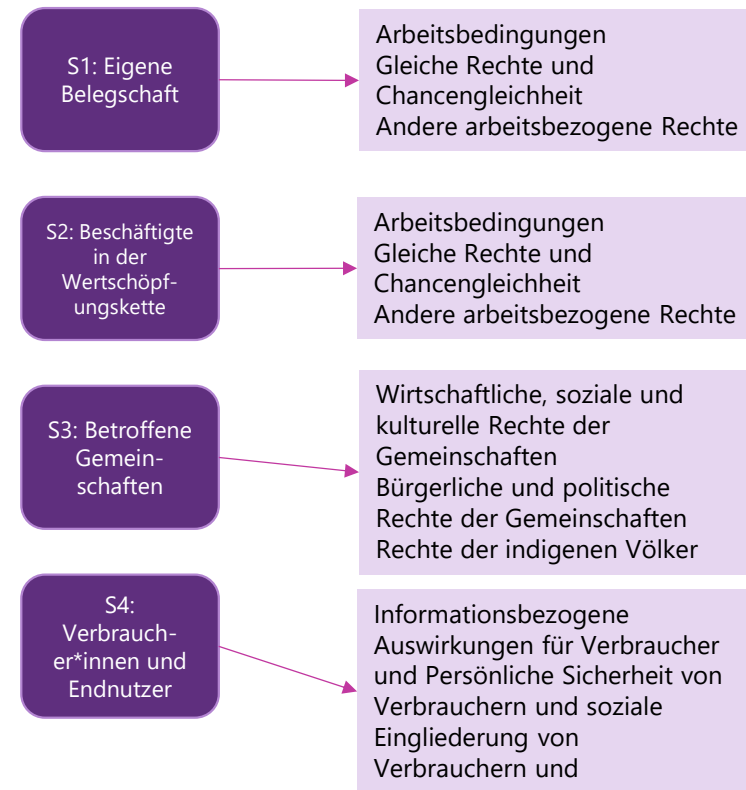 S1: Eigene
Belegschaft
Arbeitsbedingungen
Gleiche Rechte und
Chancengleichheit
Andere arbeitsbezogene Rechte
S2: Beschäftigte
in der
Wertschöpf-
ungskette
Arbeitsbedingungen
Gleiche Rechte und
Chancengleichheit
Andere arbeitsbezogene Rechte
S3: Betroffene
Gemein-
schaften
Wirtschaftliche, soziale und
kulturelle Rechte der
Gemeinschaften
Bürgerliche und politische
Rechte der Gemeinschaften
Rechte der indigenen Völker
S4:
Verbrauch-
er*innen und
Endnutzer
Informationsbezogene
Auswirkungen für Verbraucher
und Persönliche Sicherheit von
Verbrauchern und soziale
Eingliederung von
Verbrauchern und